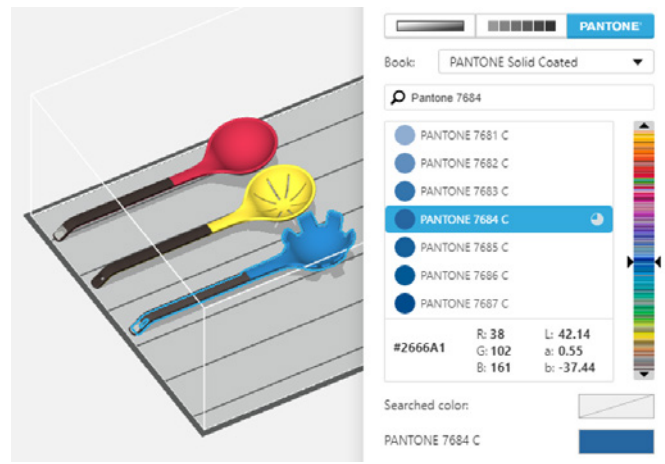 PANTONE®
Book: PANTONE Solid Coated
Pantone 7684
PANTONE 7681 C
PANTONE 7682 C
PANTONE 7683 C
PANTONE 7684 C
PANTONE 7685 C
PANTONE 7686 C
PANTONE 7687 C
#2666A1 R: 38 L: 42.14
G: 102 a: 0.55
B: 161 b: -37.44
Searched color:
PANTONE 7684 C